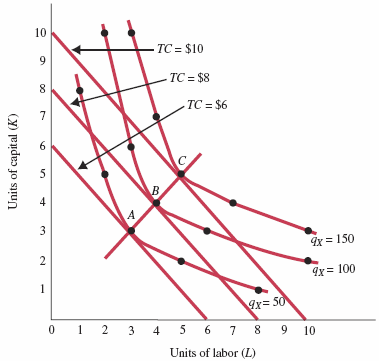 10
TC = $10
9
TC = $8
8
TC = $6
7
6
C
5
B
4
A
3
qX = 150
2
qX = 100
1
qX = 50
0 1 2 3 4 5 6 7 8 9 10
Units of labor (L)
Units of capital (K)